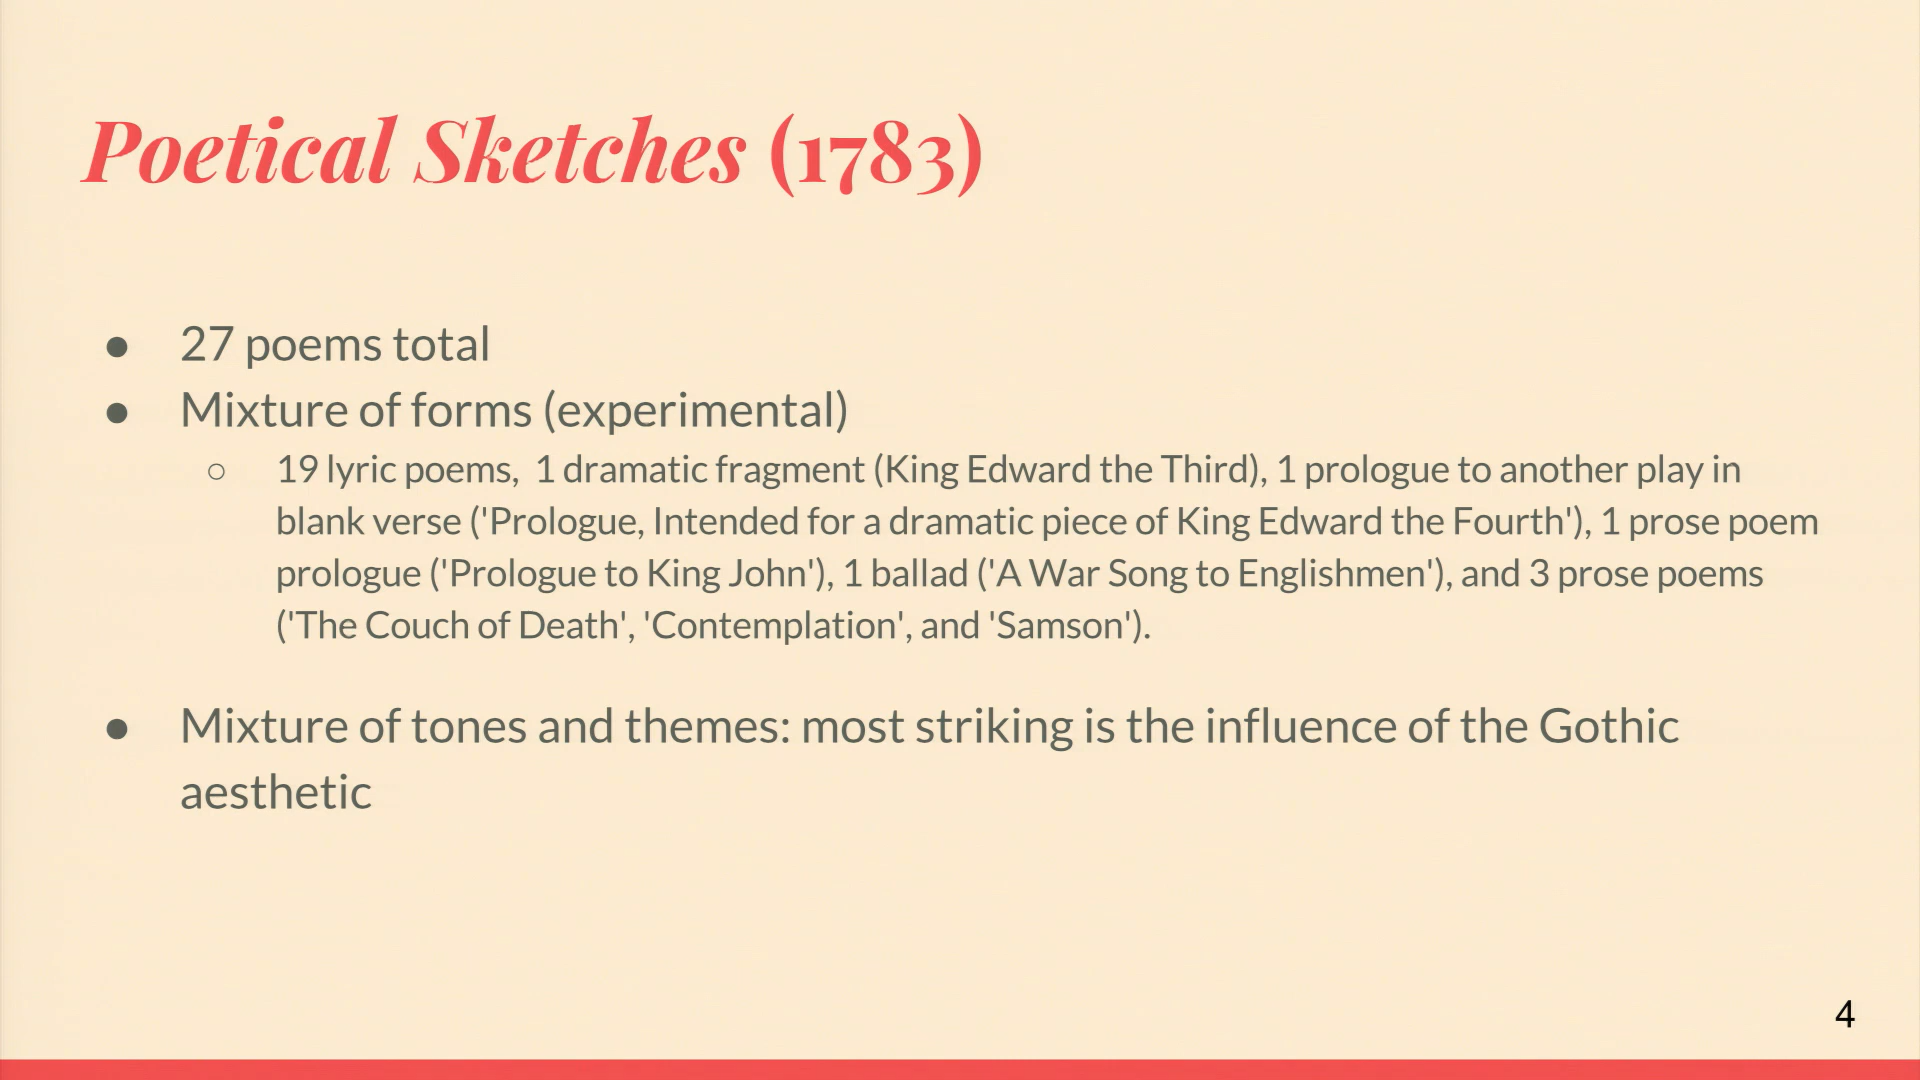 Poetical Sketches (1783)
● 27 poems total
● Mixture of forms (experimental)
○ 19 lyric poems,  1 dramatic fragment (King Edward the Third), 1 prologue to another play in
blank verse ('Prologue, Intended for a dramatic piece of King Edward the Fourth'), 1 prose poem
prologue ('Prologue to King John'), 1 ballad ('A War Song to Englishmen'), and 3 prose poems
('The Couch of Death', 'Contemplation', and 'Samson').
● Mixture of tones and themes: most striking is the influence of the Gothic
aesthetic
4